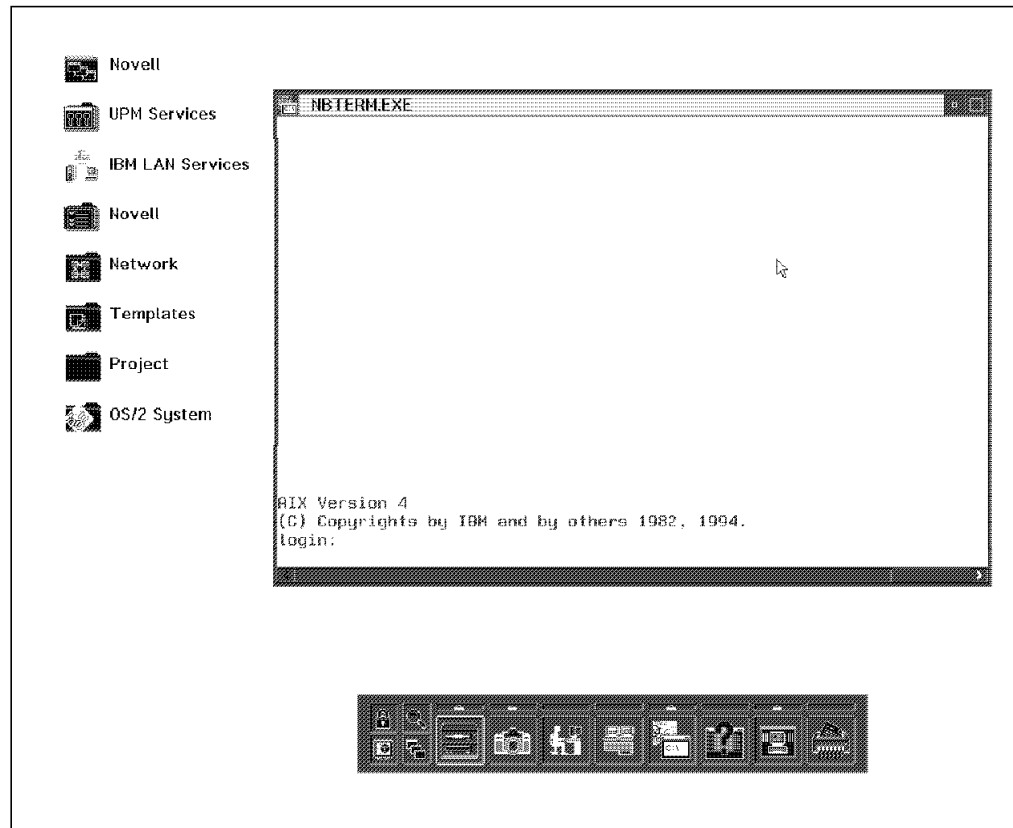 Novell
UPM Services
IBM LAN Services
Novell
Network
Templates
Project
OS/2 System
NBTERM.EXE
AIX Version 4
(C) Copyrights by IBM and by others 1982, 1994.
login:
C:\